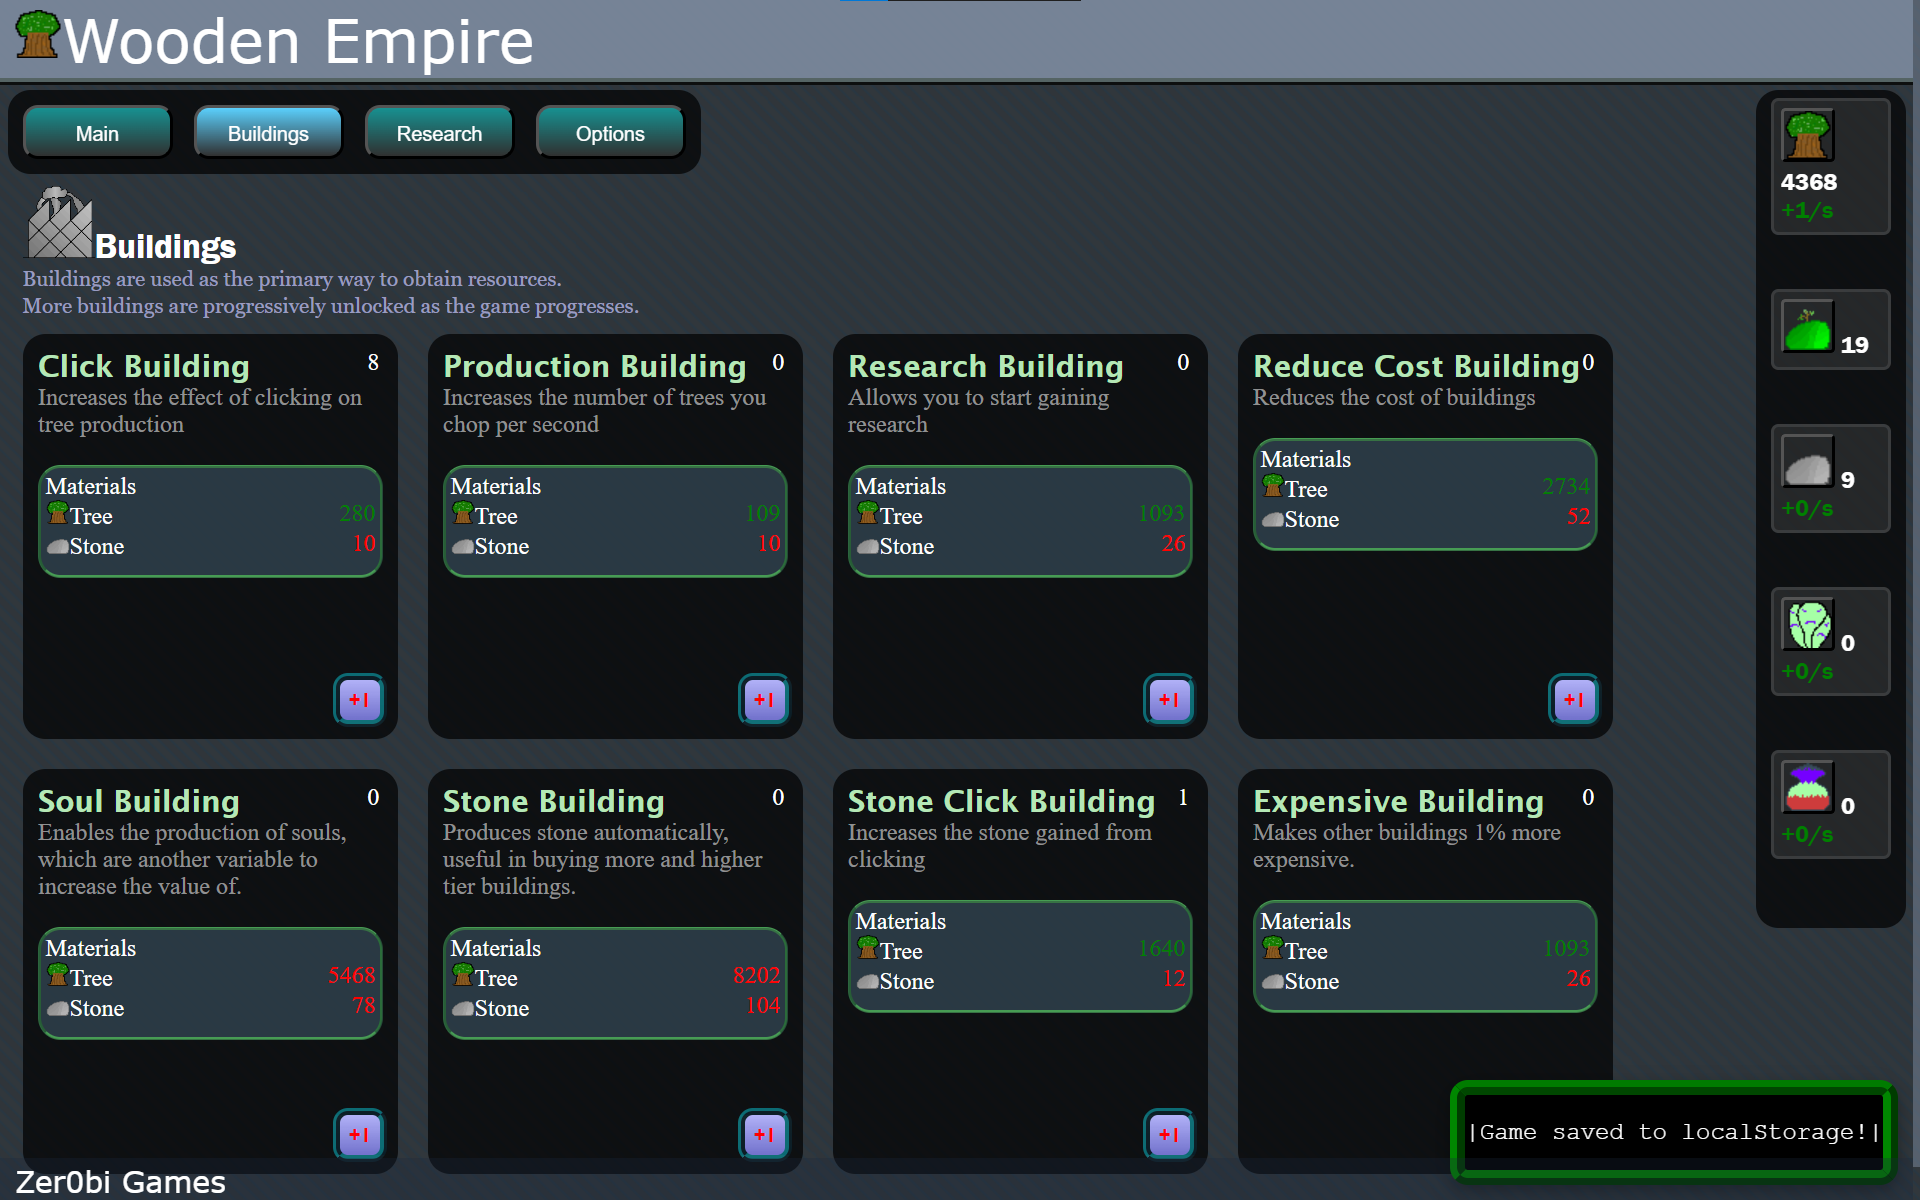 Wooden Empire
Main
Buildings
Research
Options
Buildings
Buildings are used as the primary way to obtain resources.
More buildings are progressively unlocked as the game progresses.
Click Building 8
Increases the effect of clicking on
tree production
Materials
Tree 280
Stone 10
+1
Production Building 0
Increases the number of trees you
chop per second
Materials
Tree 109
Stone 10
+1
Research Building 0
Allows you to start gaining
research
Materials
Tree 1093
Stone 26
+1
Reduce Cost Building 0
Reduces the cost of buildings
Materials
Tree 2734
Stone 52
+1
Soul Building 0
Enables the production of souls,
which are another variable to
increase the value of.
Materials
Tree 5468
Stone 78
+1
Stone Building 0
Produces stone automatically,
useful in buying more and higher
tier buildings.
Materials
Tree 8202
Stone 104
+1
Stone Click Building 1
Increases the stone gained from
clicking
Materials
Tree 1640
Stone 12
+1
Expensive Building 0
Makes other buildings 1% more
expensive.
Materials
Tree 1093
Stone 26
4368
+1/s
19
9
+0/s
0
+0/s
0
+0/s
|Game saved to localStorage!|
Zer0bi Games